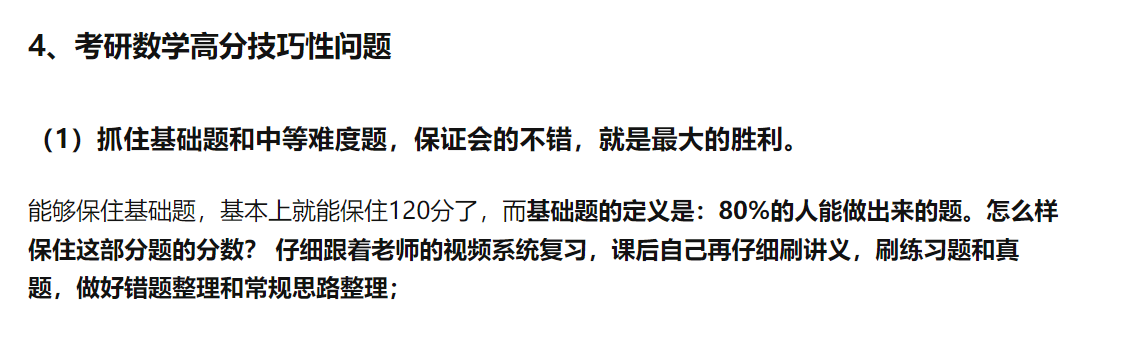 4、考研数学高分技巧性问题
（1）抓住基础题和中等难度题，保证会的不错，就是最大的胜利。
能够保住基础题，基本上就能保住120分了，而基础题的定义是：80%的人能做出来的题。怎么样
保住这部分题的分数？ 仔细跟着老师的视频系统复习，课后自己再仔细刷讲义，刷练习题和真
题，做好错题整理和常规思路整理；